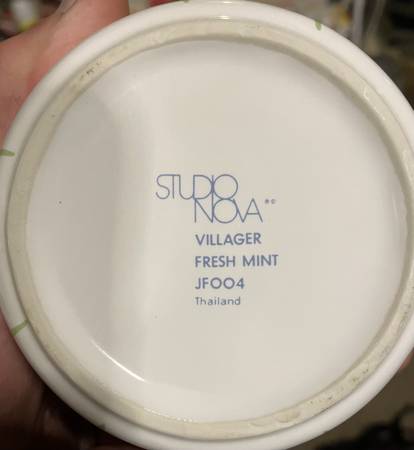 STUDIO
NOVA ®©
VILLAGER
FRESH MINT
JF004
Thailand